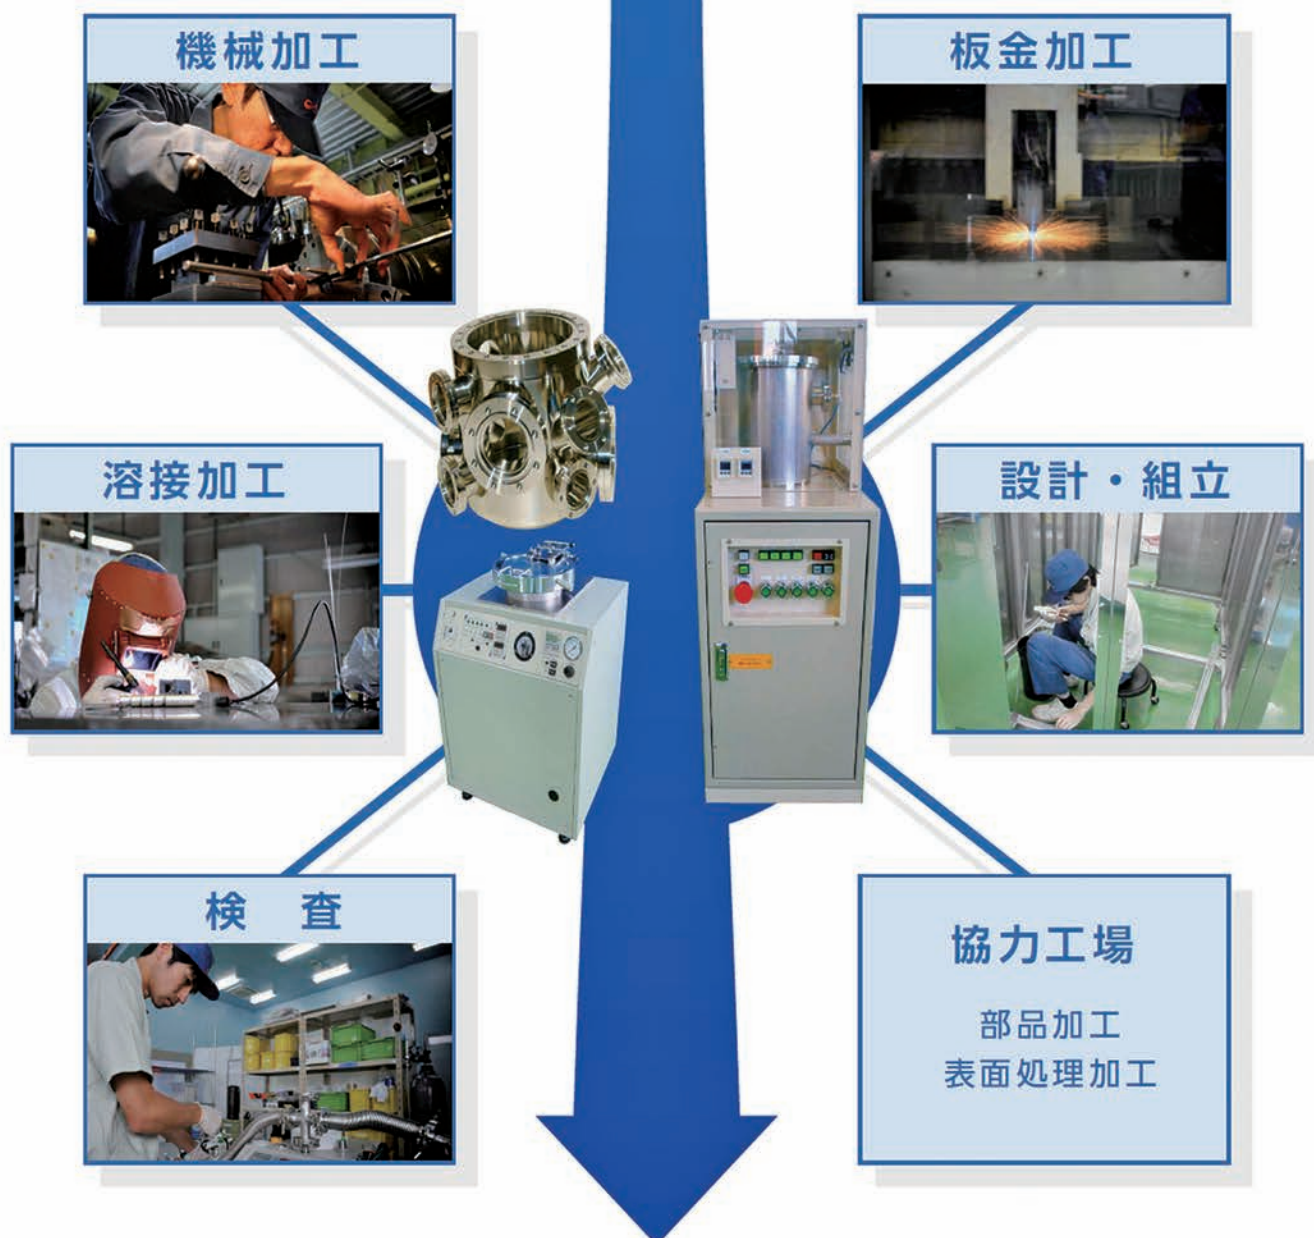 機械加工
板金加工
溶接加工
設計・組立
検　査
協力工場
部品加工
表面処理加工